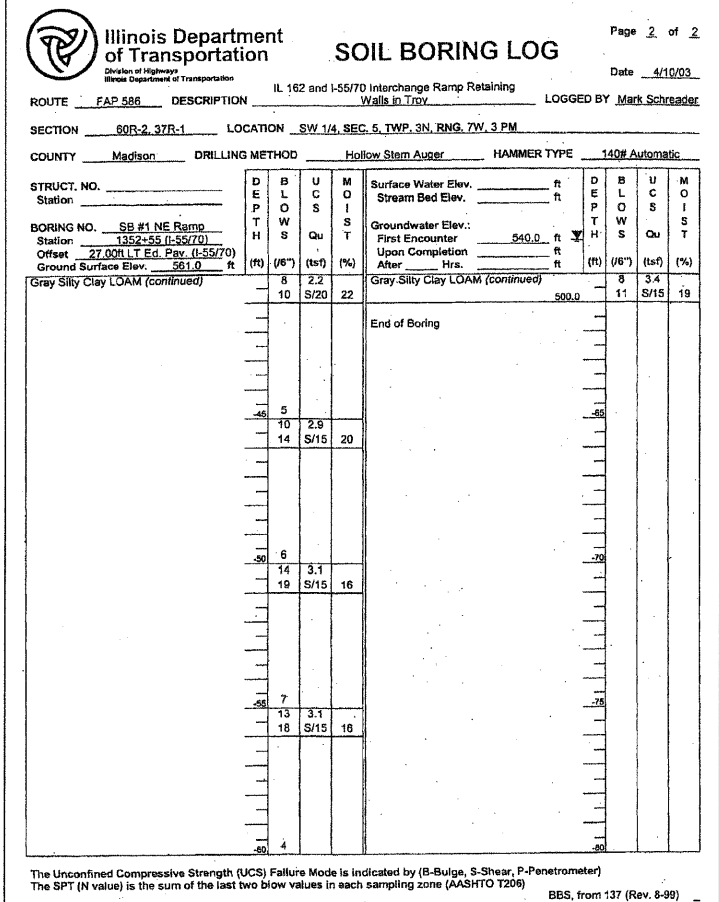 Illinois Department of Transportation
Division of Highways
Illinois Department of Transportation
SOIL BORING LOG
Page 2 of 2
Date 4/10/03
ROUTE FAP 586 DESCRIPTION IL 162 and I-55/70 Interchange Ramp Retaining Walls in Troy LOGGED BY Mark Schreader
SECTION 60R-2, 37R-1 LOCATION SW 1/4, SEC. 5, TWP. 3N, RNG. 7W, 3 PM
COUNTY Madison DRILLING METHOD Hollow Stem Auger HAMMER TYPE 140# Automatic
STRUCT. NO.
Station
BORING NO. SB #1 NE Ramp
Station 1352+55 (I-55/70)
Offset 27.00ft LT Ed. Pav. (I-55/70)
Ground Surface Elev. 561.0 ft
DEPTH (ft)
BLOWS (/6")
UCS Qu (tsf)
MOIST (%)
Surface Water Elev. ft
Stream Bed Elev. ft
Groundwater Elev.:
First Encounter 540.0 ft
Upon Completion ft
After Hrs. ft
DEPTH (ft)
BLOWS (/6")
UCS Qu (tsf)
MOIST (%)
Gray Silty Clay LOAM (continued) 8 2.2
10 S/20 22
-45 5
10 2.9
14 S/15 20
-50 6
14 3.1
19 S/15 16
-55 7
13 3.1
18 S/15 16
-60 4
Gray Silty Clay LOAM (continued) 8 3.4
500.0 11 S/15 19
End of Boring
-65
-70
-75
-80
The Unconfined Compressive Strength (UCS) Failure Mode is indicated by (B-Bulge, S-Shear, P-Penetrometer)
The SPT (N value) is the sum of the last two blow values in each sampling zone (AASHTO T206)
BBS, from 137 (Rev. 8-99)